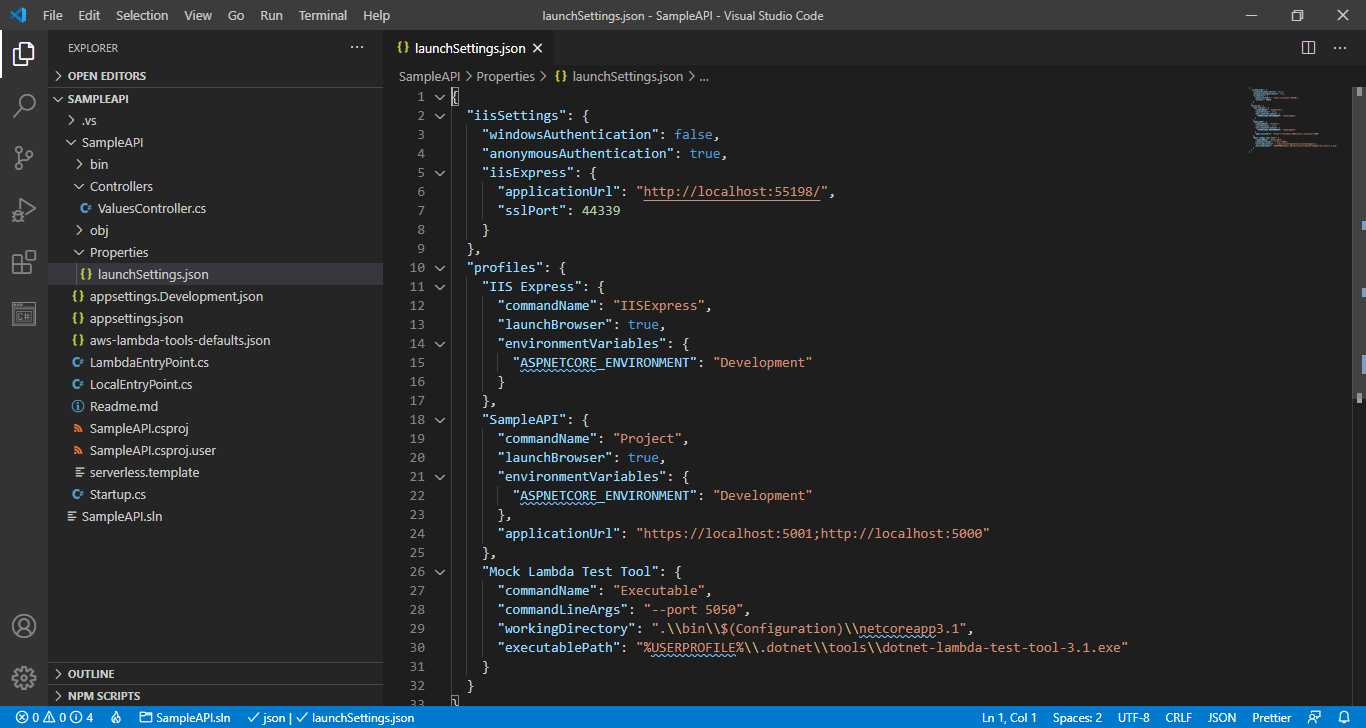 File Edit Selection View Go Run Terminal Help launchSettings.json - SampleAPI - Visual Studio Code
EXPLORER
OPEN EDITORS
SAMPLEAPI
.vs
SampleAPI
bin
Controllers
ValuesController.cs
obj
Properties
launchSettings.json
appsettings.Development.json
appsettings.json
aws-lambda-tools-defaults.json
LambdaEntryPoint.cs
LocalEntryPoint.cs
Readme.md
SampleAPI.csproj
SampleAPI.csproj.user
serverless.template
Startup.cs
SampleAPI.sln
OUTLINE
NPM SCRIPTS
{} launchSettings.json
SampleAPI > Properties > {} launchSettings.json > ...
1 {
2 "iisSettings": {
3 "windowsAuthentication": false,
4 "anonymousAuthentication": true,
5 "iisExpress": {
6 "applicationUrl": "http://localhost:55198/",
7 "sslPort": 44339
8 }
9 },
10 "profiles": {
11 "IIS Express": {
12 "commandName": "IISExpress",
13 "launchBrowser": true,
14 "environmentVariables": {
15 "ASPNETCORE_ENVIRONMENT": "Development"
16 }
17 },
18 "SampleAPI": {
19 "commandName": "Project",
20 "launchBrowser": true,
21 "environmentVariables": {
22 "ASPNETCORE_ENVIRONMENT": "Development"
23 },
24 "applicationUrl": "https://localhost:5001;http://localhost:5000"
25 },
26 "Mock Lambda Test Tool": {
27 "commandName": "Executable",
28 "commandLineArgs": "--port 5050",
29 "workingDirectory": ".\\bin\\$(Configuration)\\netcoreapp3.1",
30 "executablePath": "%USERPROFILE%\\.dotnet\\tools\\dotnet-lambda-test-tool-3.1.exe"
31 }
32 }
33 }
0 0 4 SampleAPI.sln json | launchSettings.json Ln 1, Col 1 Spaces: 2 UTF-8 CRLF JSON Prettier